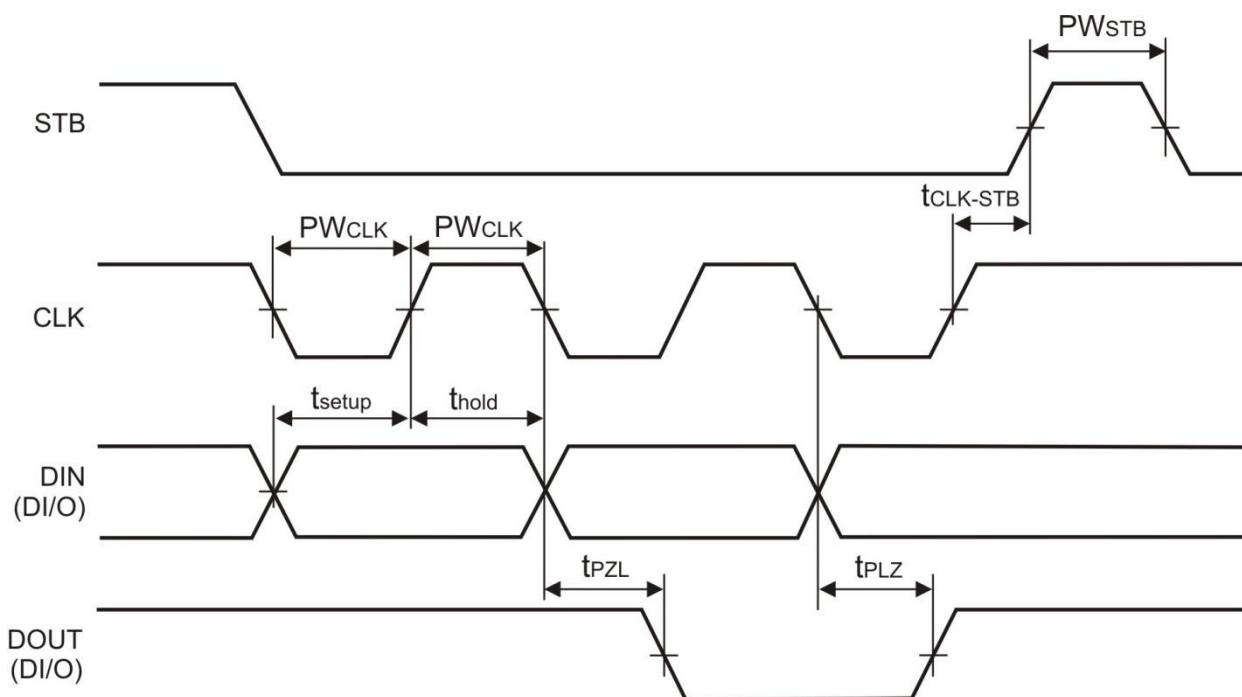 PWSTB
STB
tCLK-STB
PWCLK PWCLK
CLK
tsetup thold
DIN
(DI/O)
tPZL tPLZ
DOUT
(DI/O)